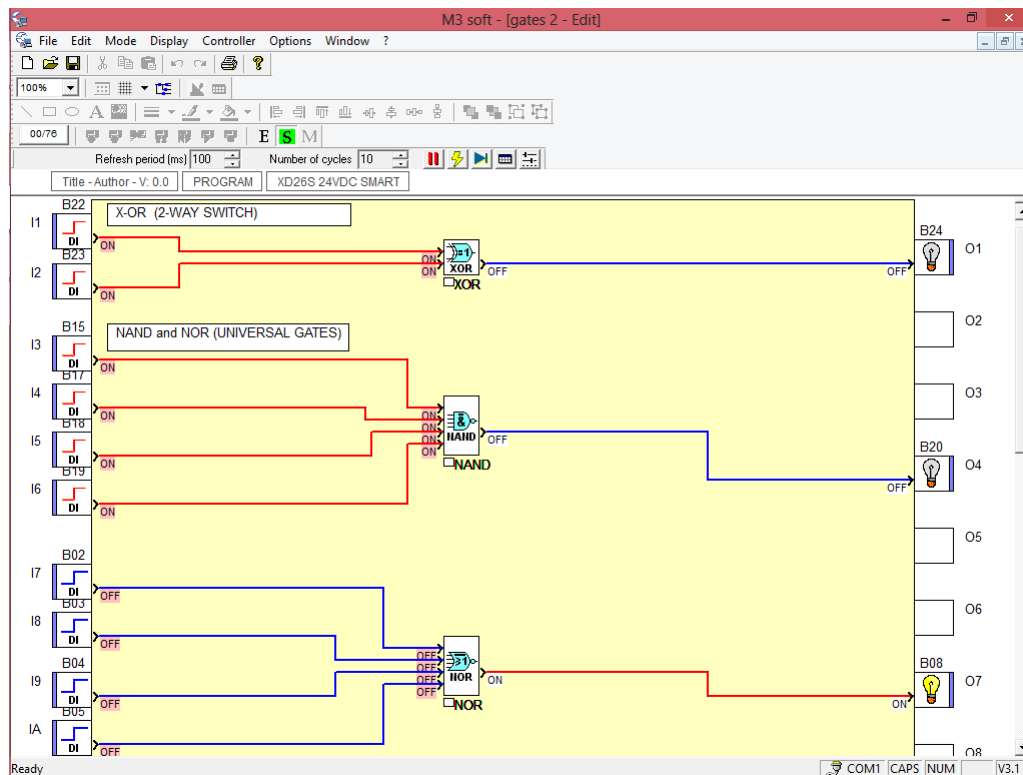 M3 soft - [gates 2 - Edit]
File Edit Mode Display Controller Options Window ?
100%
A
00/76 E S M
Refresh period (ms) 100 Number of cycles 10
Title - Author - V: 0.0 PROGRAM XD26S 24VDC SMART
B22 X-OR (2-WAY SWITCH)
I1 DI ON B24
B23 =1 O1
I2 DI ON ON ON XOR OFF OFF
XOR
O2
B15 NAND and NOR (UNIVERSAL GATES)
I3 DI ON
B17
I4 DI ON O3
B18 ON ON ON ON & NAND OFF
I5 DI ON B20
B19 NAND O4
I6 DI ON OFF
O5
B02
I7 DI OFF
B03 O6
I8 DI OFF
B04 OFF OFF OFF OFF ≥1 NOR ON B08
I9 DI OFF O7
B05 NOR ON
IA DI OFF
O8
Ready COM1 CAPS NUM V3.1